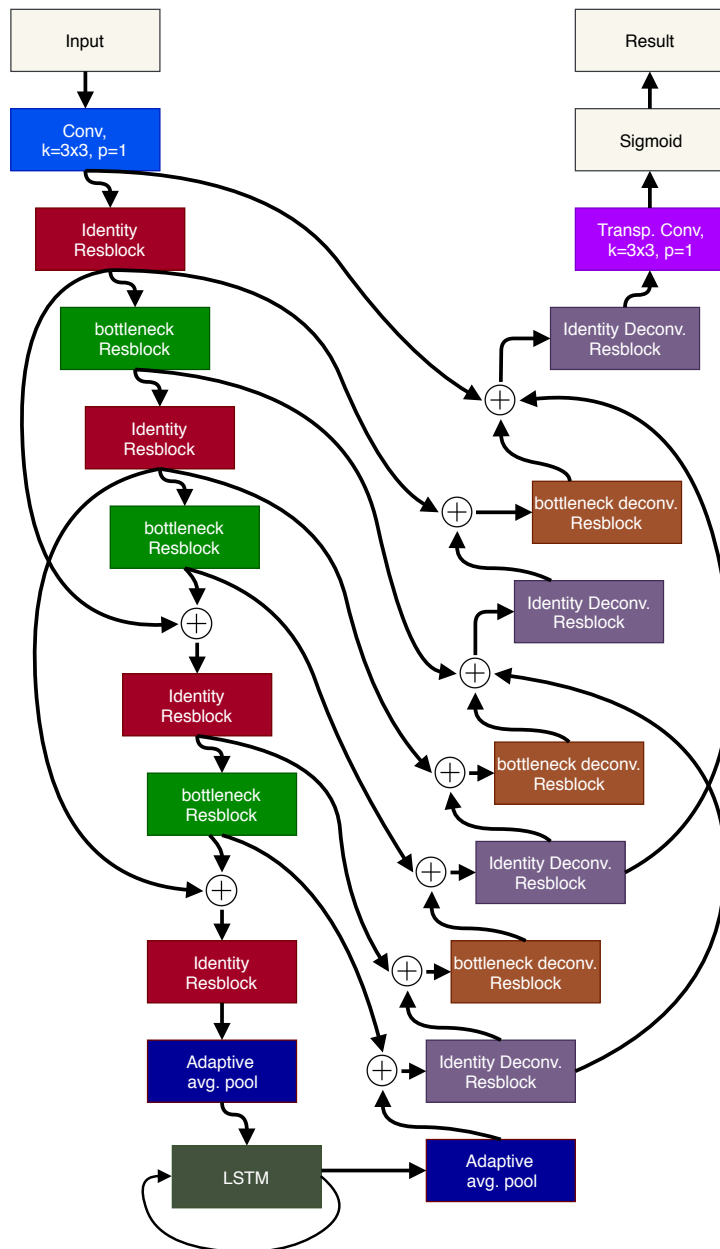 Input
Conv,
k=3x3, p=1
Identity
Resblock
bottleneck
Resblock
Identity
Resblock
bottleneck
Resblock
Identity
Resblock
bottleneck
Resblock
Identity
Resblock
Adaptive
avg. pool
LSTM
Result
Sigmoid
Transp. Conv,
k=3x3, p=1
Identity Deconv.
Resblock
bottleneck deconv.
Resblock
Identity Deconv.
Resblock
bottleneck deconv.
Resblock
Identity Deconv.
Resblock
bottleneck deconv.
Resblock
Identity Deconv.
Resblock
Adaptive
avg. pool